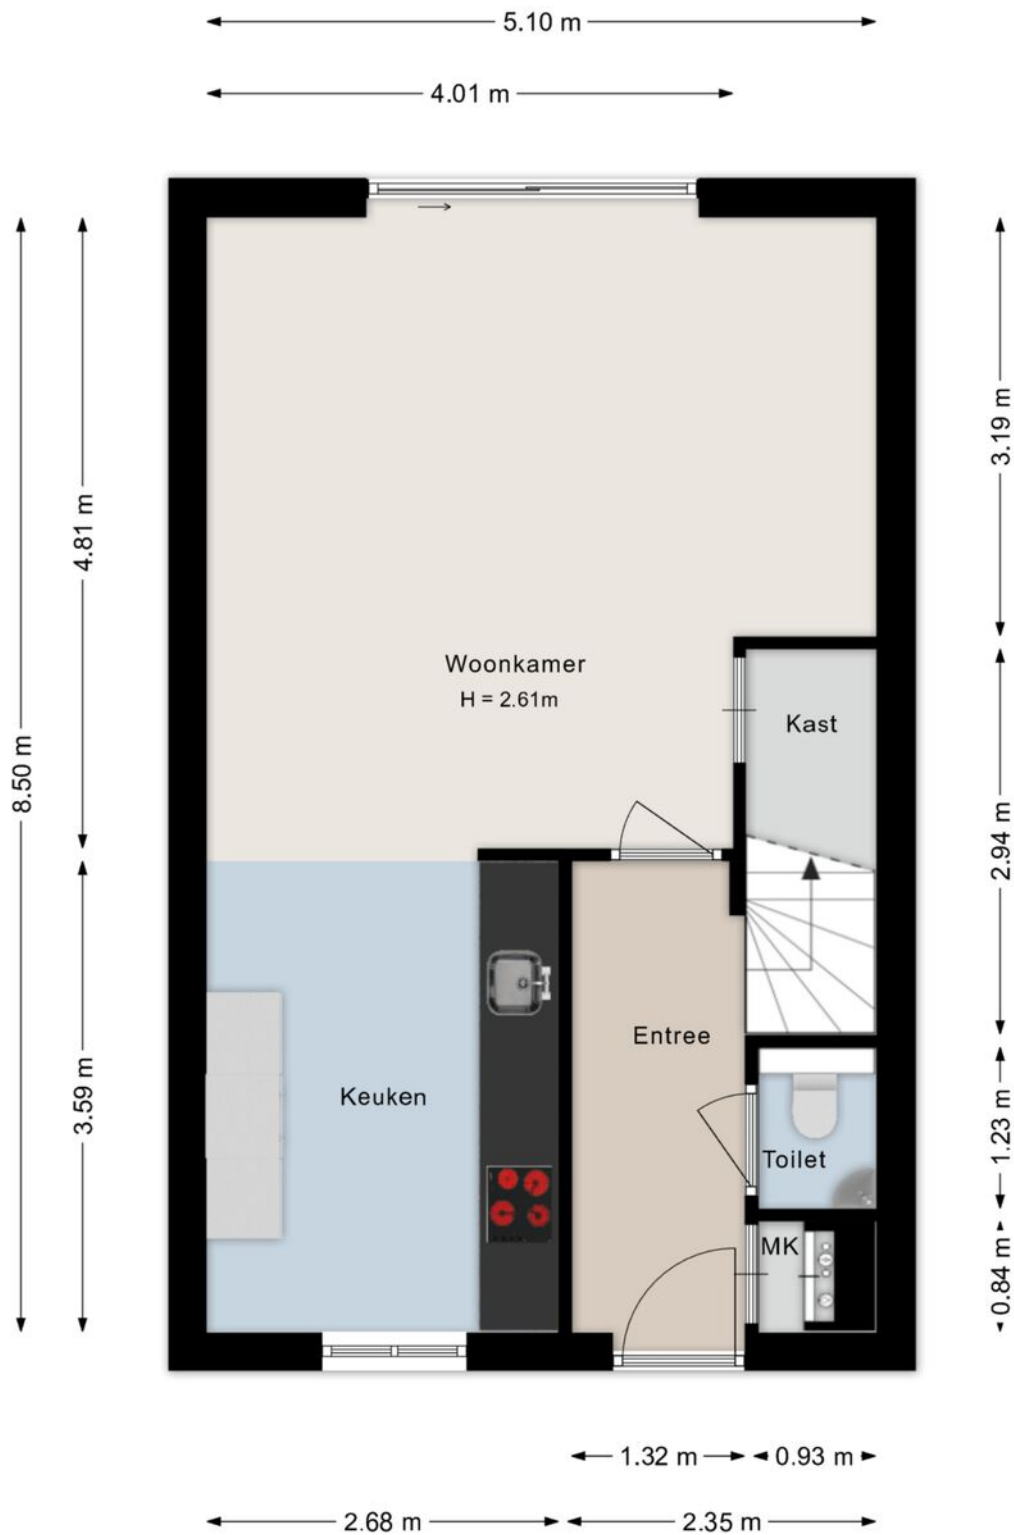 5.10 m
4.01 m
8.50 m
4.81 m
3.19 m
Woonkamer
H = 2.61m
Kast
2.94 m
Entree
Keuken
3.59 m
1.23 m
Toilet
MK
0.84 m
1.32 m
0.93 m
2.68 m
2.35 m